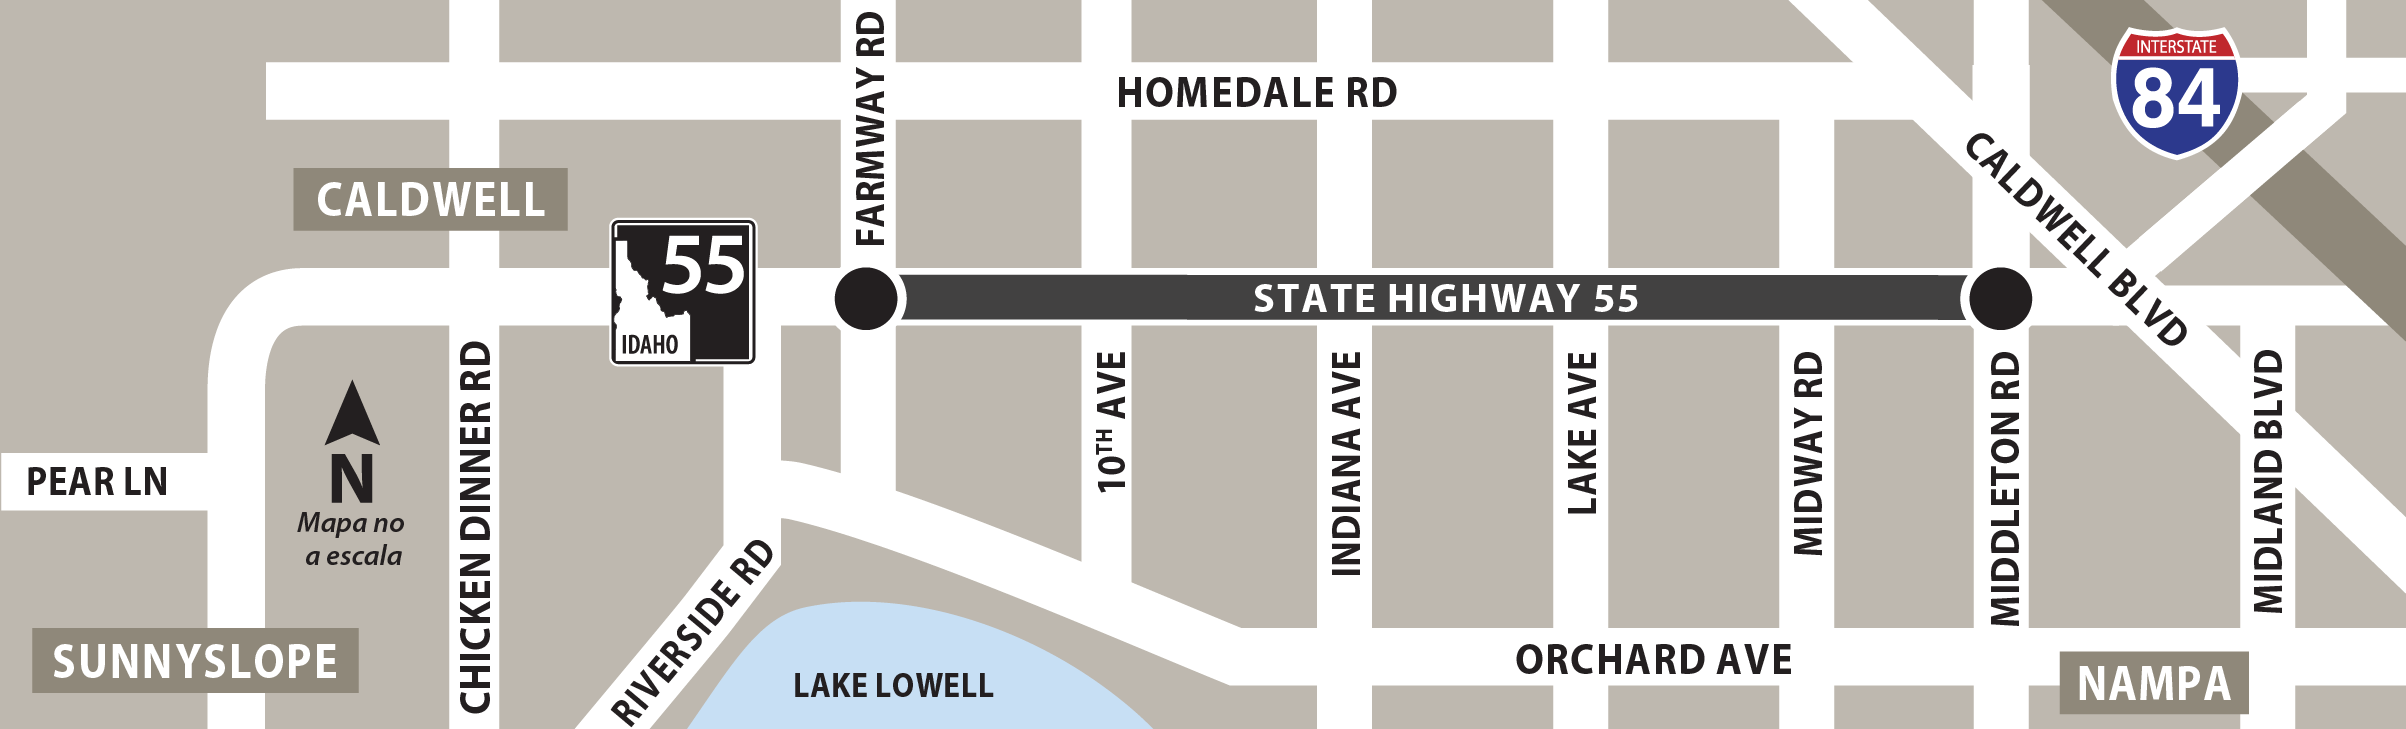 FARMWAY RD
HOMEDALE RD
INTERSTATE
84
CALDWELL
CALDWELL BLVD
55
IDAHO
STATE HIGHWAY 55
PEAR LN
N
Mapa no
a escala
CHICKEN DINNER RD
10TH AVE
INDIANA AVE
LAKE AVE
MIDWAY RD
MIDDLETON RD
MIDLAND BLVD
SUNNYSLOPE
RIVERSIDE RD
LAKE LOWELL
ORCHARD AVE
NAMPA